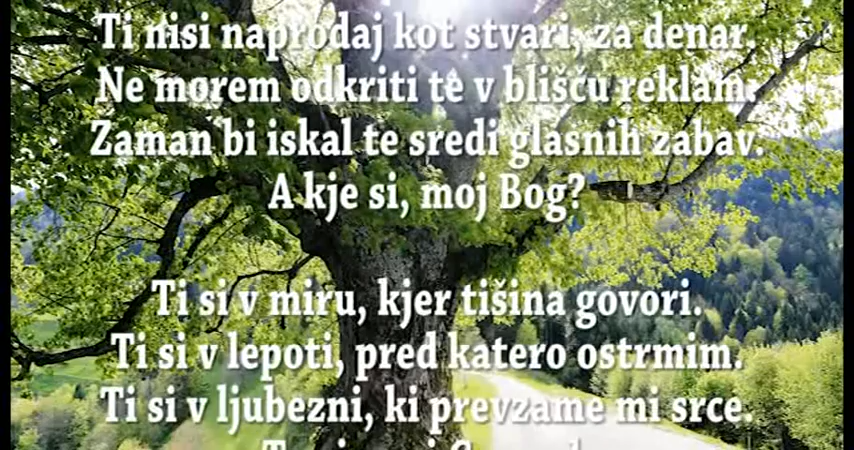 Ti nisi naprodaj kot stvari, za denar.
Ne morem odkriti te v blišču reklam.
Zaman bi iskal te sredi glasnih zabav.
A kje si, moj Bog?
Ti si v miru, kjer tišina govori.
Ti si v lepoti, pred katero ostrmim.
Ti si v ljubezni, ki prevzame mi srce.